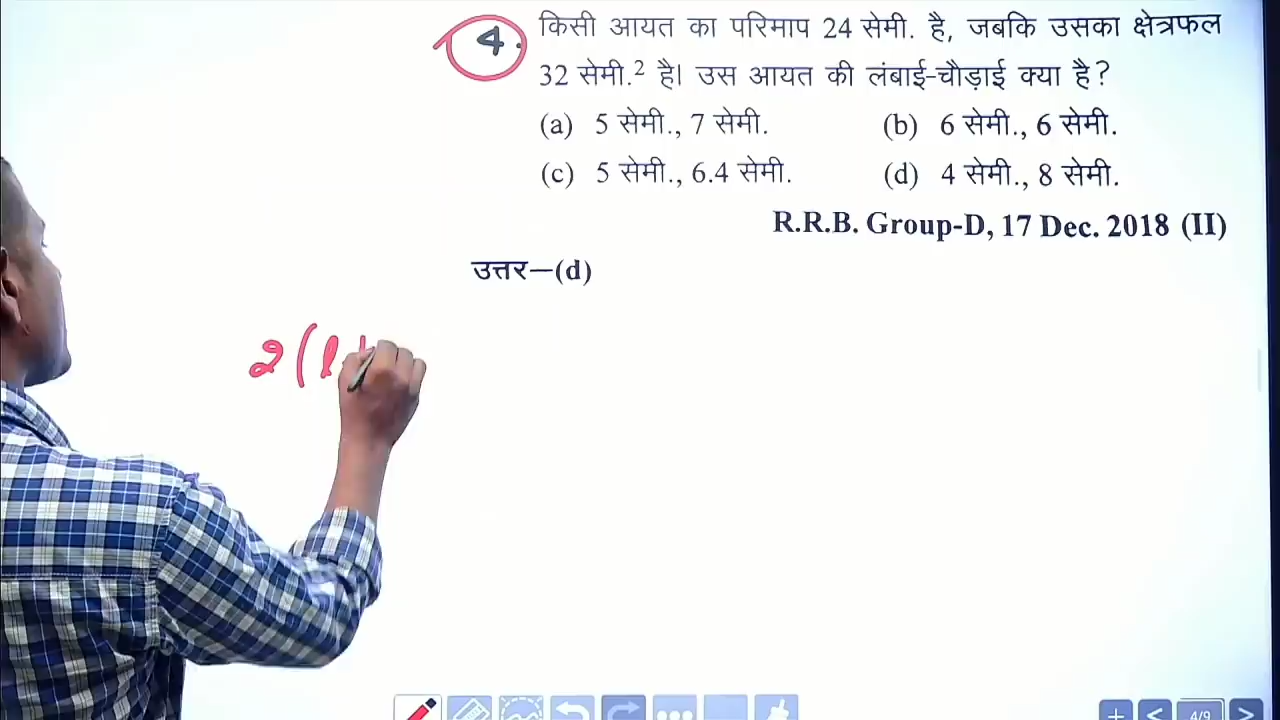 4. किसी आयत का परिमाप 24 सेमी. है, जबकि उसका क्षेत्रफल
32 सेमी.² है। उस आयत की लंबाई-चौड़ाई क्या है?
(a) 5 सेमी., 7 सेमी. (b) 6 सेमी., 6 सेमी.
(c) 5 सेमी., 6.4 सेमी. (d) 4 सेमी., 8 सेमी.
R.R.B. Group-D, 17 Dec. 2018 (II)
उत्तर–(d)
2(l+
4/9